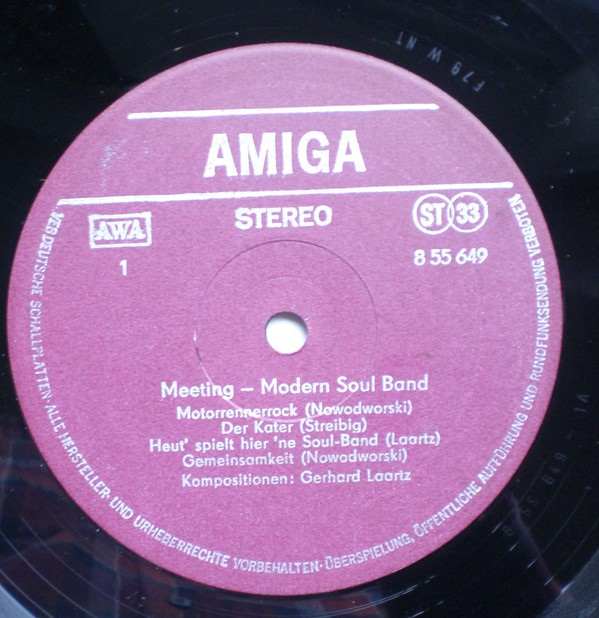 AMIGA
AWA
STEREO
ST 33
1
8 55 649
Meeting – Modern Soul Band
Motorrennerrock (Nowodworski)
Der Kater (Streibig)
Heut' spielt hier 'ne Soul-Band (Laartz)
Gemeinsamkeit (Nowodworski)
Kompositionen: Gerhard Laartz
VEB DEUTSCHE SCHALLPLATTEN · ALLE HERSTELLER- UND URHEBERRECHTE VORBEHALTEN · ÜBERSPIELUNG, ÖFFENTLICHE AUFFÜHRUNG UND RUNDFUNKSENDUNG VERBOTEN
F79 W NT